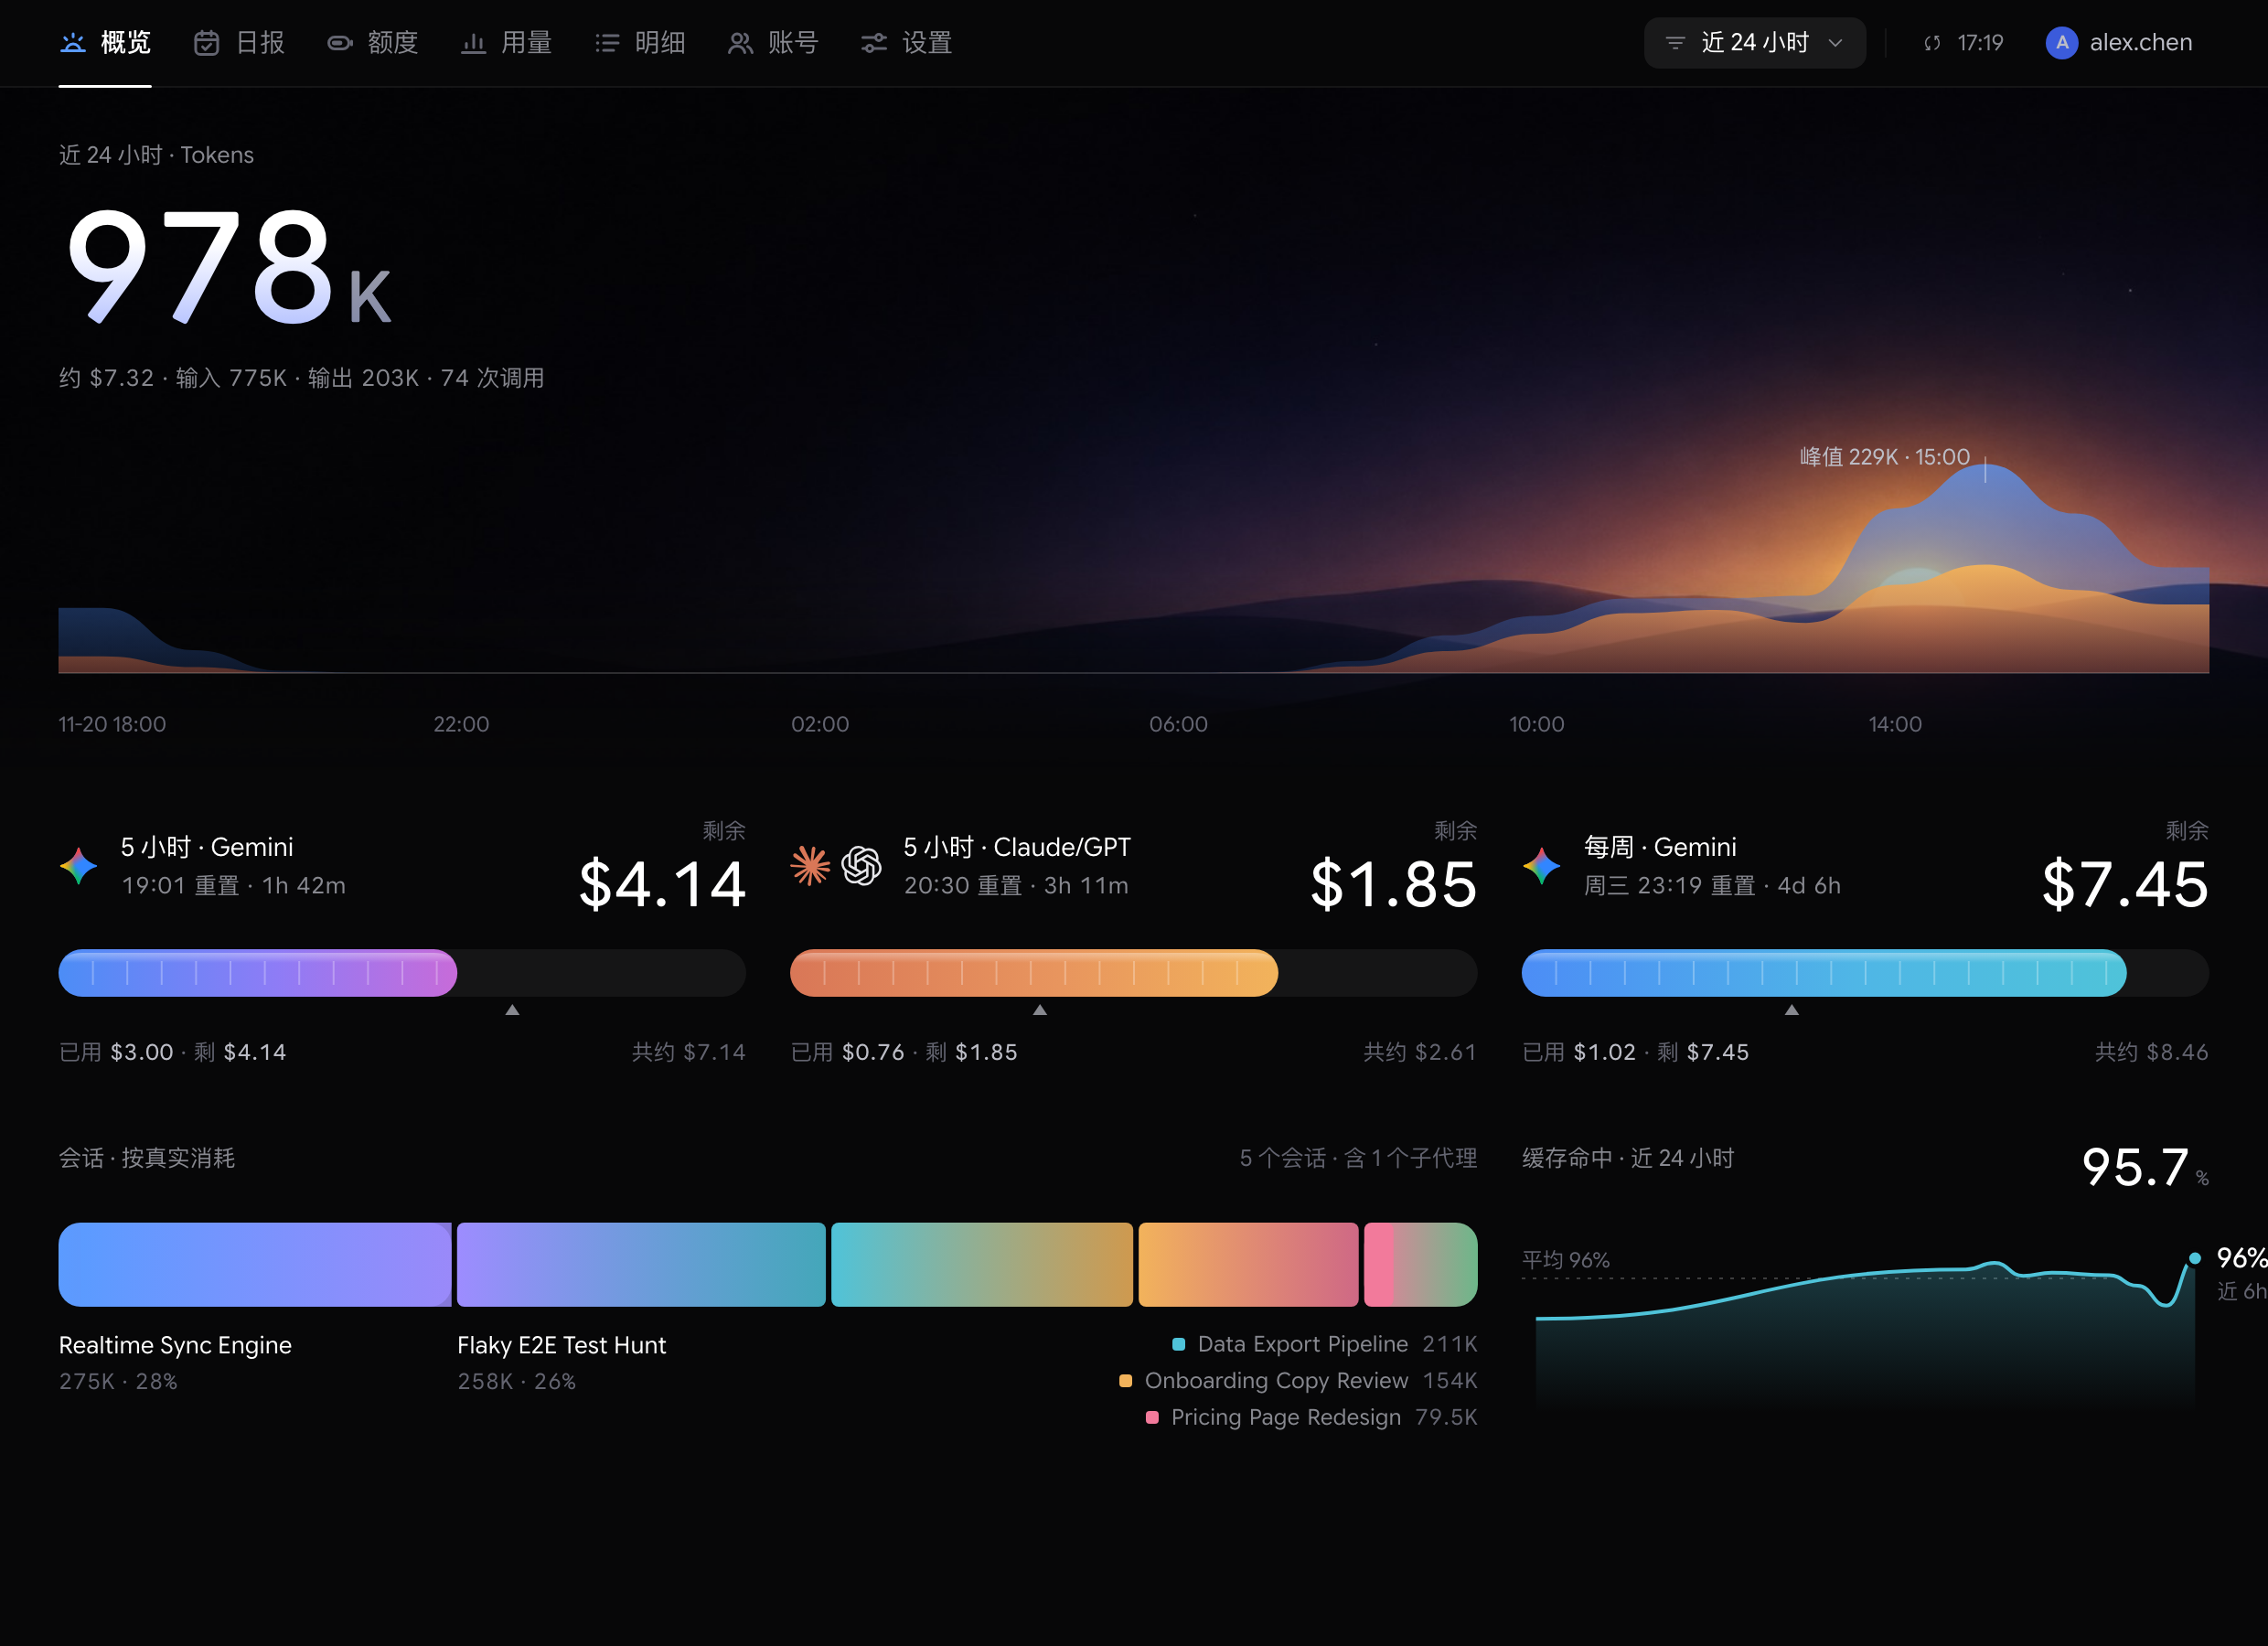 概览 日报 额度 用量 明细 账号 设置 近 24 小时 17:19 A alex.chen
近 24 小时 · Tokens
978 K
约 $7.32 · 输入 775K · 输出 203K · 74 次调用
峰值 229K · 15:00
11-20 18:00 22:00 02:00 06:00 10:00 14:00
5 小时 · Gemini
19:01 重置 · 1h 42m
剩余
$4.14
已用 $3.00 · 剩 $4.14 共约 $7.14
5 小时 · Claude/GPT
20:30 重置 · 3h 11m
剩余
$1.85
已用 $0.76 · 剩 $1.85 共约 $2.61
每周 · Gemini
周三 23:19 重置 · 4d 6h
剩余
$7.45
已用 $1.02 · 剩 $7.45 共约 $8.46
会话 · 按真实消耗 5 个会话 · 含 1 个子代理
Realtime Sync Engine
275K · 28%
Flaky E2E Test Hunt
258K · 26%
Data Export Pipeline 211K
Onboarding Copy Review 154K
Pricing Page Redesign 79.5K
缓存命中 · 近 24 小时 95.7 %
平均 96%
96%
近 6h